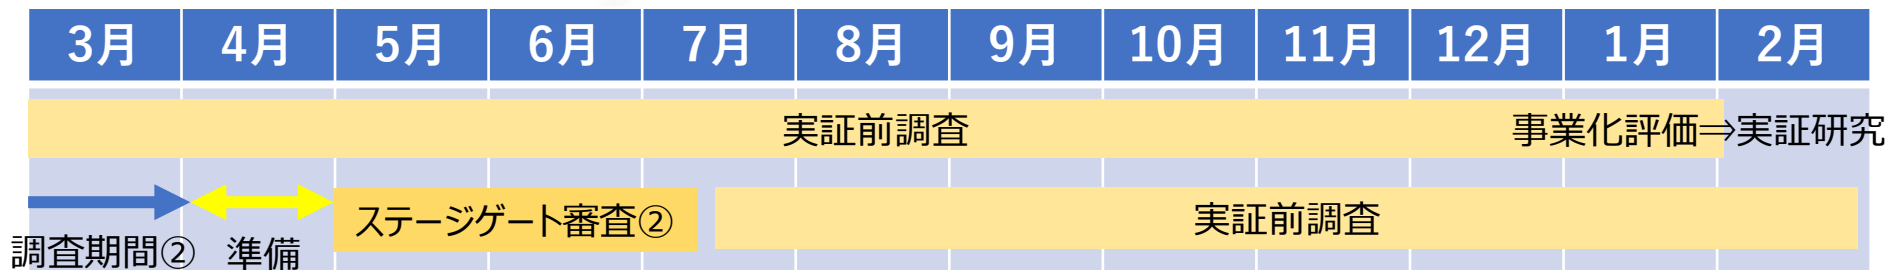 3月 4月 5月 6月 7月 8月 9月 10月 11月 12月 1月 2月
実証前調査 事業化評価⇒実証研究
ステージゲート審査② 実証前調査
調査期間② 準備